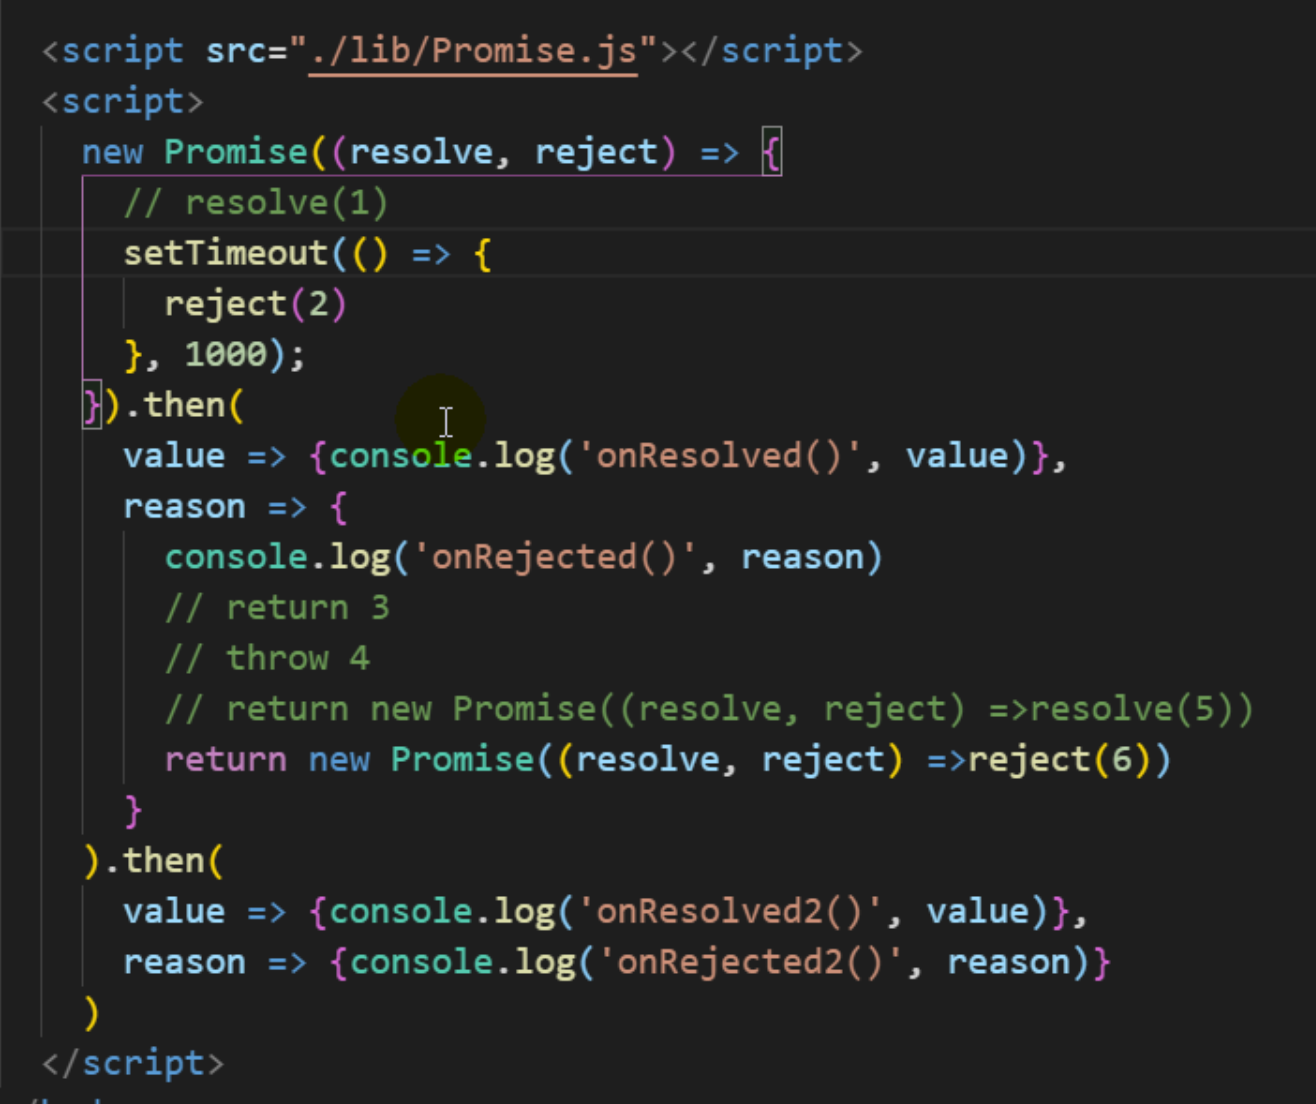 <script src="./lib/Promise.js"></script>
<script>
new Promise((resolve, reject) => {
// resolve(1)
setTimeout(() => {
reject(2)
}, 1000);
}).then(
value => {console.log('onResolved()', value)},
reason => {
console.log('onRejected()', reason)
// return 3
// throw 4
// return new Promise((resolve, reject) =>resolve(5))
return new Promise((resolve, reject) =>reject(6))
}
).then(
value => {console.log('onResolved2()', value)},
reason => {console.log('onRejected2()', reason)}
)
</script>